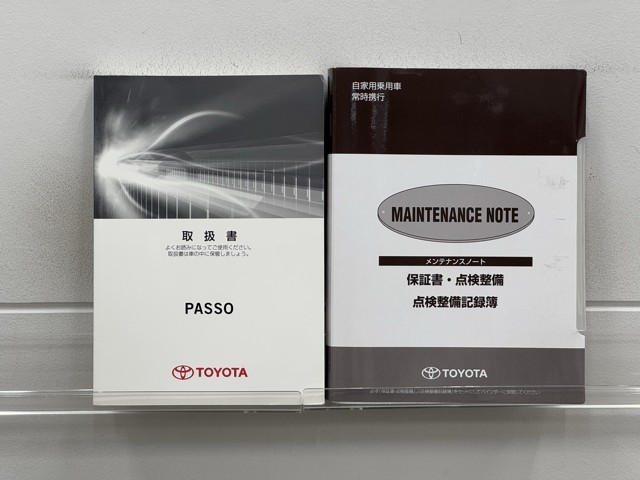 取扱書
よくお読みになってご使用ください。
取扱書は車の中に保管しましょう。
PASSO
TOYOTA
自家用乗用車
常時携行
MAINTENANCE NOTE
メンテナンスノート
保証書・点検整備
点検整備記録簿
TOYOTA